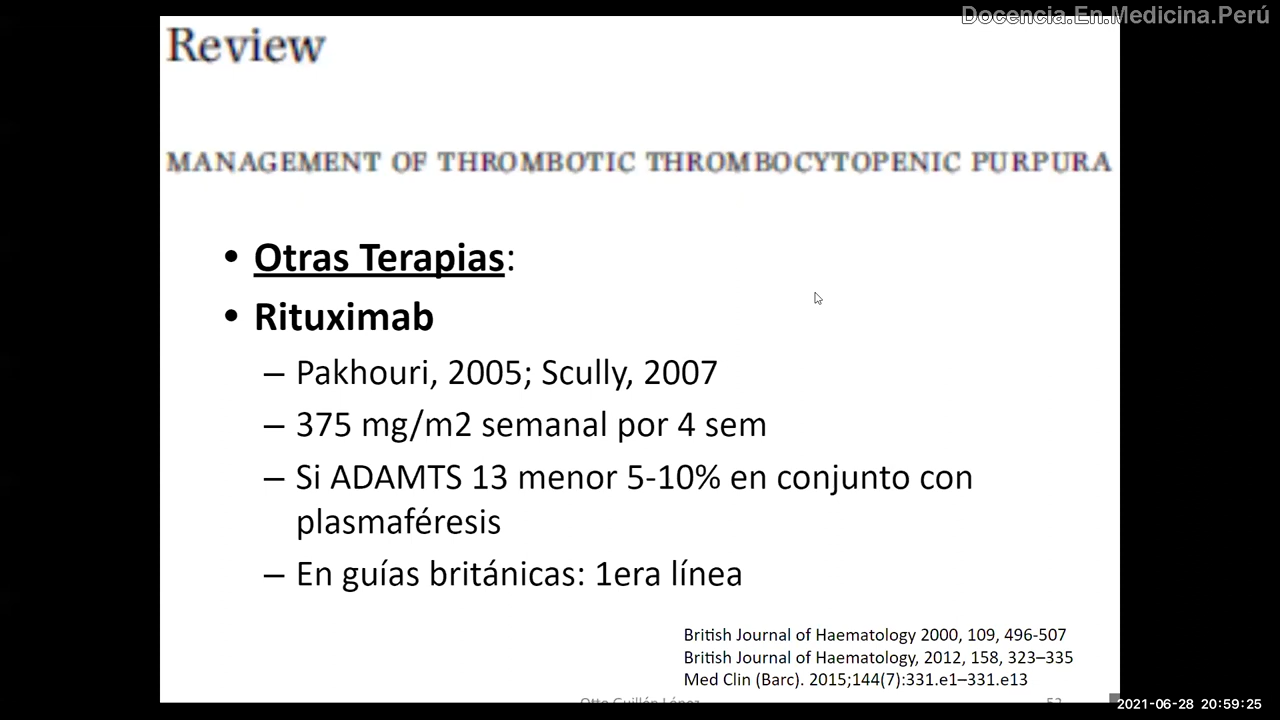 Docencia.En.Medicina.Perú
Review
MANAGEMENT OF THROMBOTIC THROMBOCYTOPENIC PURPURA
• Otras Terapias:
• Rituximab
– Pakhouri, 2005; Scully, 2007
– 375 mg/m2 semanal por 4 sem
– Si ADAMTS 13 menor 5-10% en conjunto con
plasmaféresis
– En guías británicas: 1era línea
British Journal of Haematology 2000, 109, 496-507
British Journal of Haematology, 2012, 158, 323–335
Med Clin (Barc). 2015;144(7):331.e1–331.e13
Otto Guillén López
2021-06-28 20:59:25